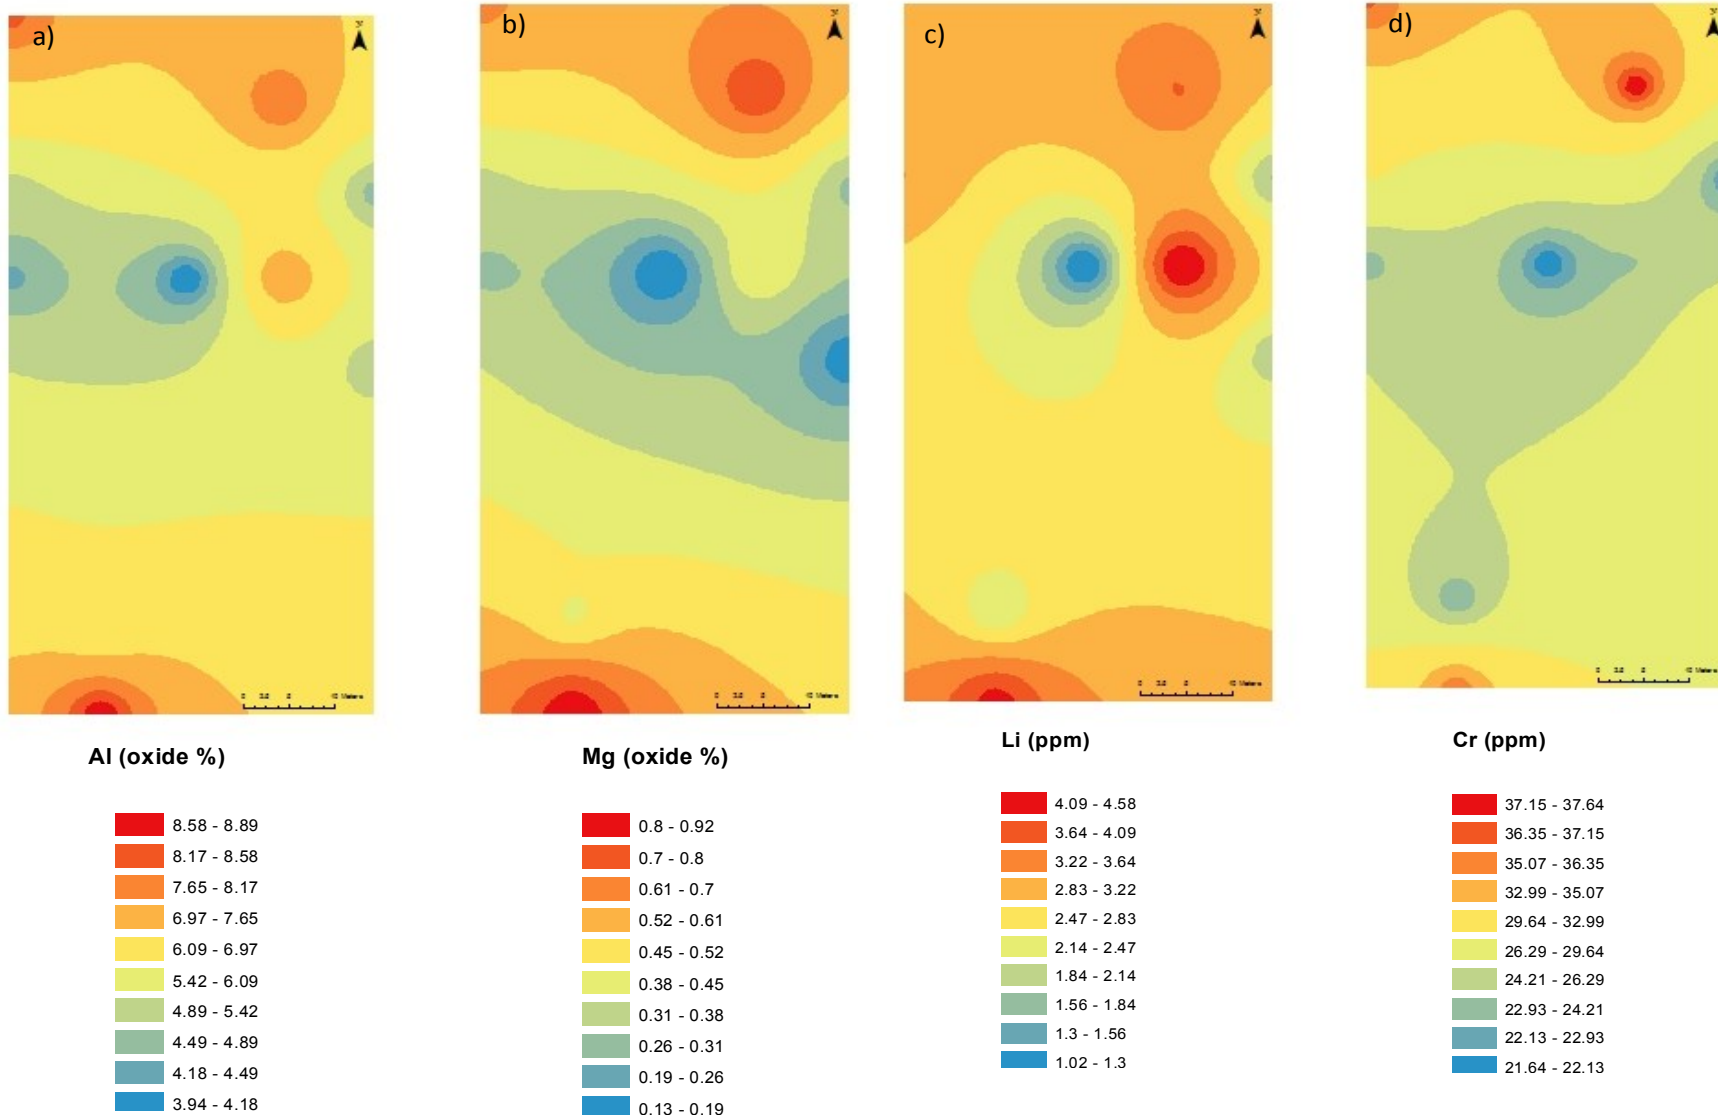 a)
b)
c)
d)
N
N
N
Al (oxide %)
8.58 - 8.89
8.17 - 8.58
7.65 - 8.17
6.97 - 7.65
6.09 - 6.97
5.42 - 6.09
4.89 - 5.42
4.49 - 4.89
4.18 - 4.49
3.94 - 4.18
Mg (oxide %)
0.8 - 0.92
0.7 - 0.8
0.61 - 0.7
0.52 - 0.61
0.45 - 0.52
0.38 - 0.45
0.31 - 0.38
0.26 - 0.31
0.19 - 0.26
0.13 - 0.19
Li (ppm)
4.09 - 4.58
3.64 - 4.09
3.22 - 3.64
2.83 - 3.22
2.47 - 2.83
2.14 - 2.47
1.84 - 2.14
1.56 - 1.84
1.3 - 1.56
1.02 - 1.3
Cr (ppm)
37.15 - 37.64
36.35 - 37.15
35.07 - 36.35
32.99 - 35.07
29.64 - 32.99
26.29 - 29.64
24.21 - 26.29
22.93 - 24.21
22.13 - 22.93
21.64 - 22.13